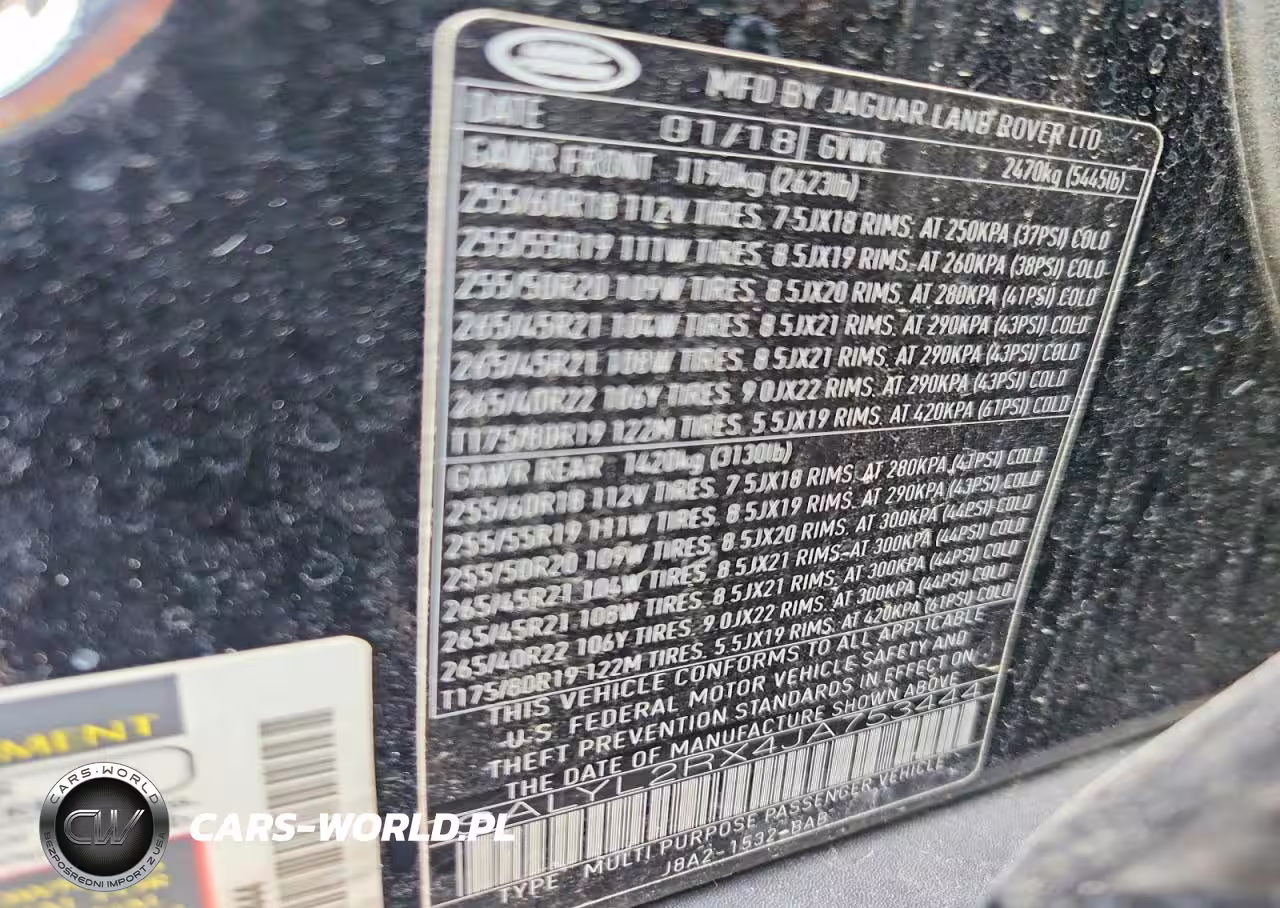 MFD BY JAGUAR LAND ROVER LTD
DATE 01/18 GVWR 2470kg (5445lb)
GAWR FRONT 1190kg (2623lb)
255/60R18 112V TIRES. 7.5JX18 RIMS. AT 250KPA (37PSI) COLD
255/55R19 111W TIRES. 8.5JX19 RIMS. AT 260KPA (38PSI) COLD
255/50R20 109W TIRES. 8.5JX20 RIMS. AT 280KPA (41PSI) COLD
265/45R21 104W TIRES. 8.5JX21 RIMS. AT 290KPA (43PSI) COLD
265/45R21 108W TIRES. 8.5JX21 RIMS. AT 290KPA (43PSI) COLD
265/40R22 106Y TIRES. 9.0JX22 RIMS. AT 290KPA (43PSI) COLD
T175/80R19 122M TIRES. 5.5JX19 RIMS. AT 420KPA (61PSI) COLD
GAWR REAR 1420kg (3130lb)
255/60R18 112V TIRES. 7.5JX18 RIMS. AT 280KPA (41PSI) COLD
255/55R19 111W TIRES. 8.5JX19 RIMS. AT 290KPA (43PSI) COLD
255/50R20 109W TIRES. 8.5JX20 RIMS. AT 300KPA (44PSI) COLD
265/45R21 104W TIRES. 8.5JX21 RIMS. AT 300KPA (44PSI) COLD
265/45R21 108W TIRES. 8.5JX21 RIMS. AT 300KPA (44PSI) COLD
265/40R22 106Y TIRES. 9.0JX22 RIMS. AT 300KPA (44PSI) COLD
T175/80R19 122M TIRES. 5.5JX19 RIMS. AT 420KPA (61PSI) COLD
THIS VEHICLE CONFORMS TO ALL APPLICABLE
U.S. FEDERAL MOTOR VEHICLE SAFETY AND
THEFT PREVENTION STANDARDS IN EFFECT ON
THE DATE OF MANUFACTURE SHOWN ABOVE
SALYL2RX4JA753444
TYPE MULTI PURPOSE PASSENGER VEHICLE
J8A2-1532-BAB
CARS-WORLD
CW
BEZPOŚREDNI IMPORT Z USA
CARS-WORLD.PL